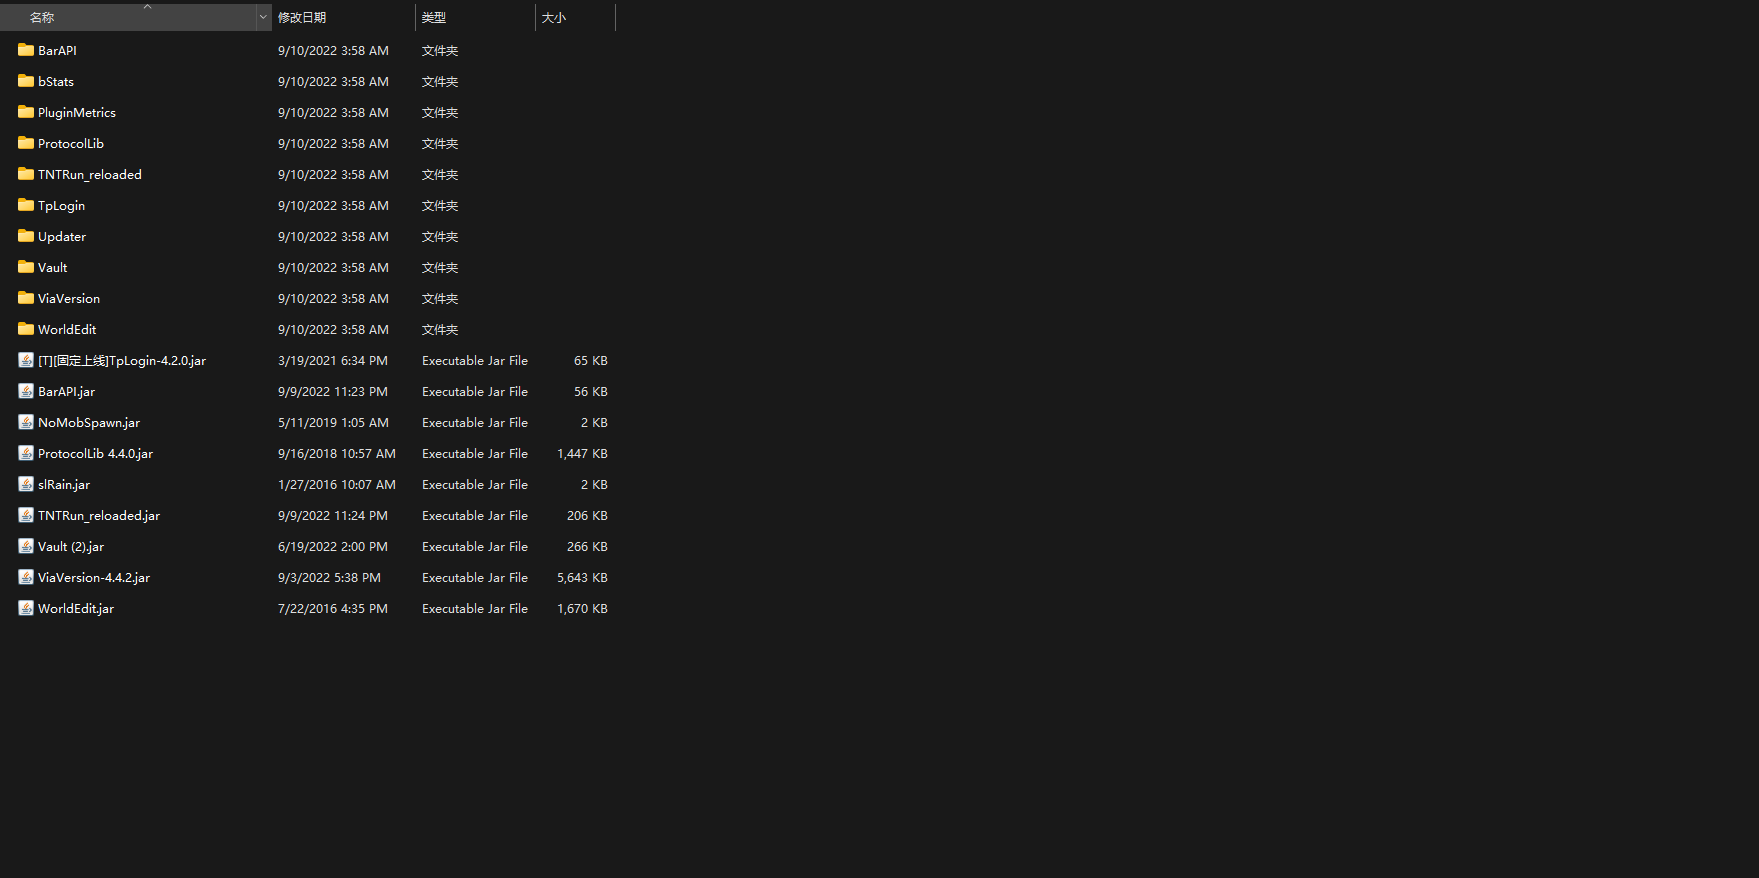 名称 修改日期 类型 大小
BarAPI 9/10/2022 3:58 AM 文件夹
bStats 9/10/2022 3:58 AM 文件夹
PluginMetrics 9/10/2022 3:58 AM 文件夹
ProtocolLib 9/10/2022 3:58 AM 文件夹
TNTRun_reloaded 9/10/2022 3:58 AM 文件夹
TpLogin 9/10/2022 3:58 AM 文件夹
Updater 9/10/2022 3:58 AM 文件夹
Vault 9/10/2022 3:58 AM 文件夹
ViaVersion 9/10/2022 3:58 AM 文件夹
WorldEdit 9/10/2022 3:58 AM 文件夹
[T][固定上线]TpLogin-4.2.0.jar 3/19/2021 6:34 PM Executable Jar File 65 KB
BarAPI.jar 9/9/2022 11:23 PM Executable Jar File 56 KB
NoMobSpawn.jar 5/11/2019 1:05 AM Executable Jar File 2 KB
ProtocolLib 4.4.0.jar 9/16/2018 10:57 AM Executable Jar File 1,447 KB
slRain.jar 1/27/2016 10:07 AM Executable Jar File 2 KB
TNTRun_reloaded.jar 9/9/2022 11:24 PM Executable Jar File 206 KB
Vault (2).jar 6/19/2022 2:00 PM Executable Jar File 266 KB
ViaVersion-4.4.2.jar 9/3/2022 5:38 PM Executable Jar File 5,643 KB
WorldEdit.jar 7/22/2016 4:35 PM Executable Jar File 1,670 KB